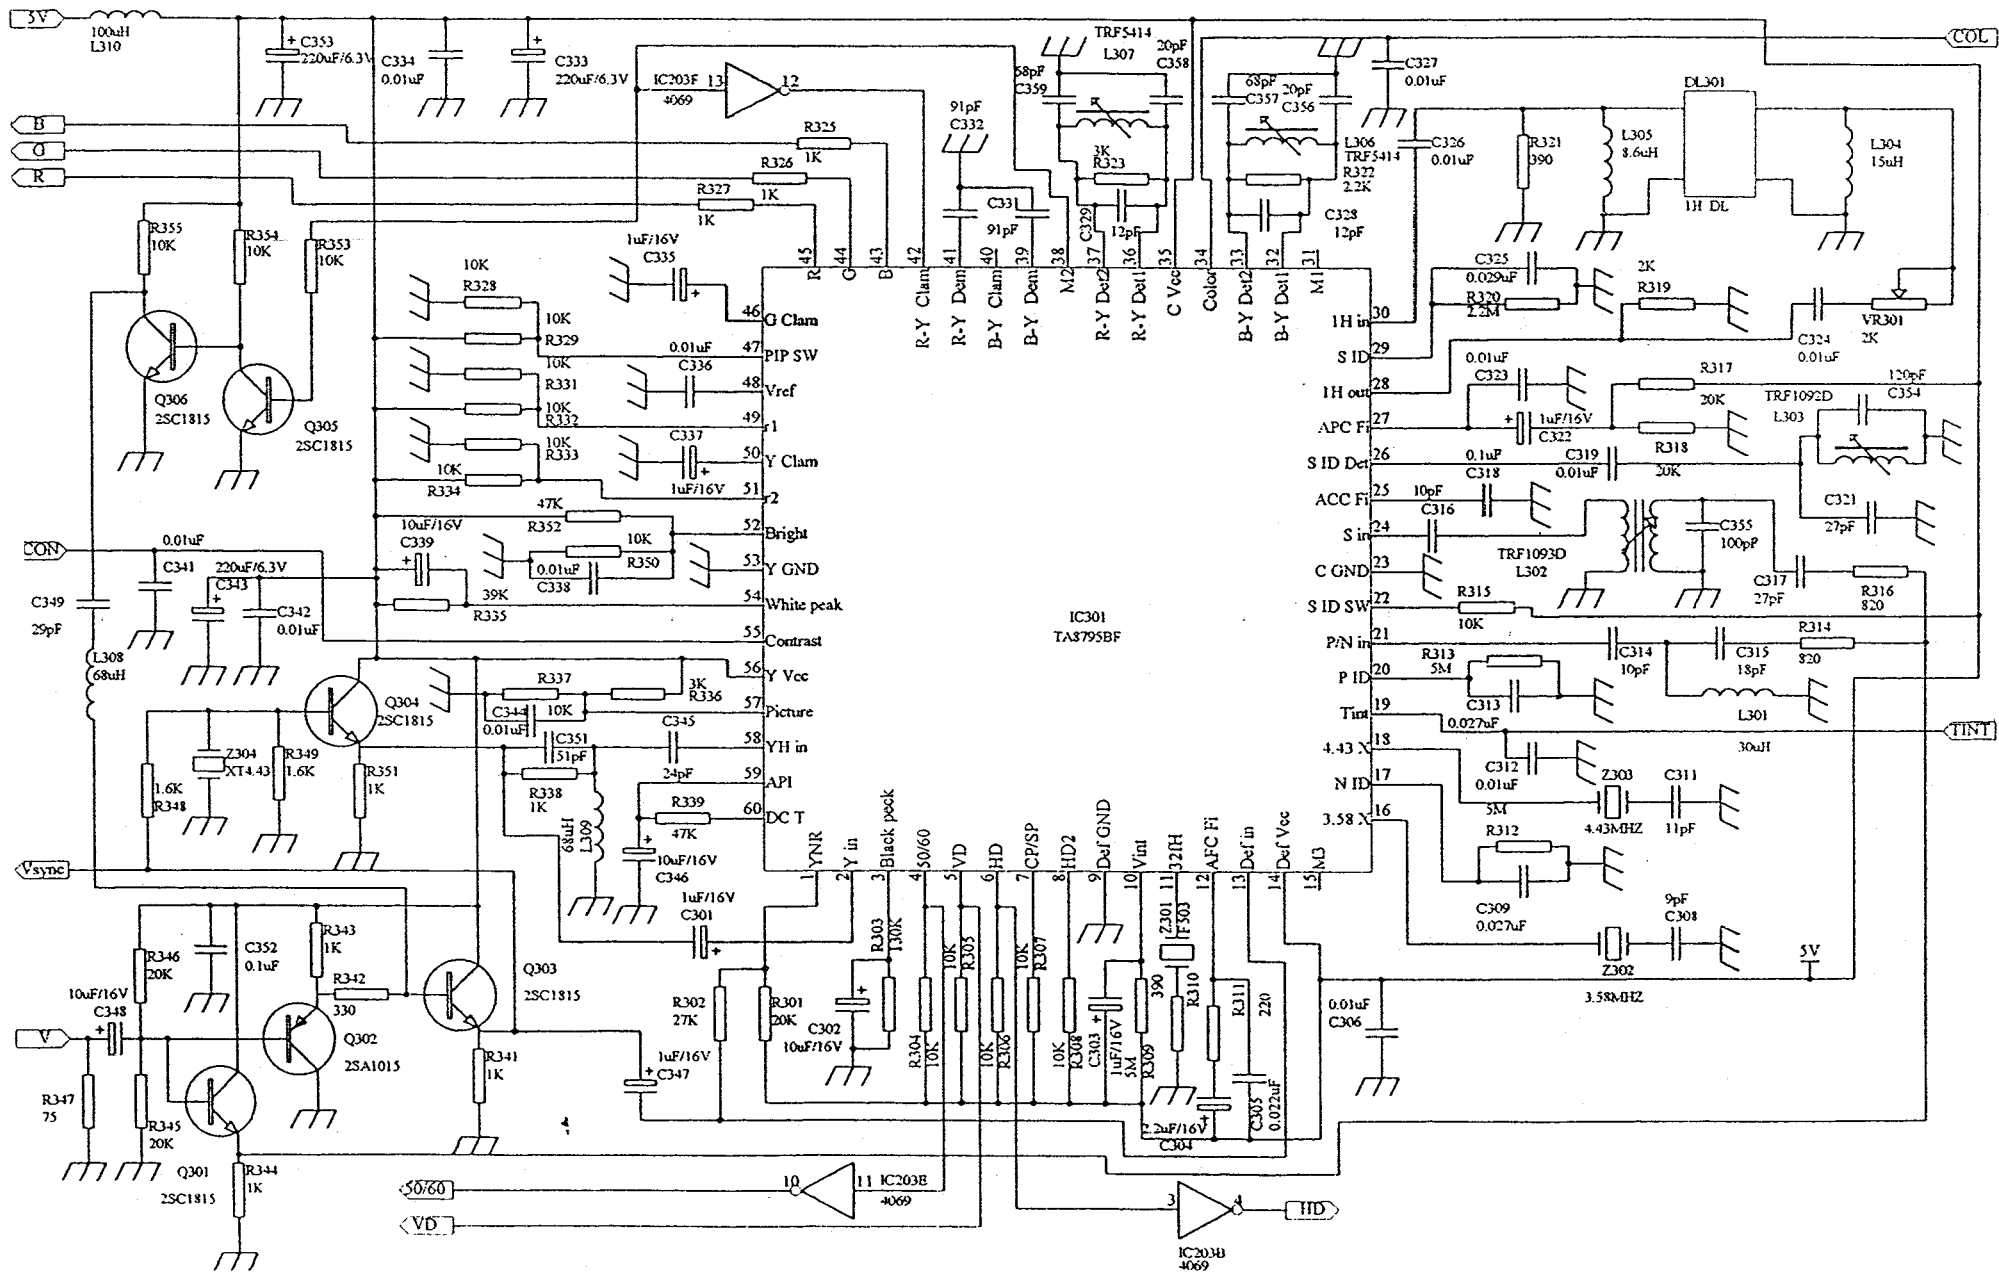 5V
100uH
L310
C353
220uF/6.3V
C334
0.01uF
C333
220uF/6.3V
IC203F
4069
13
12
TRF5414
L307
20pF
C358
68pF
C359
3K
R323
C329
12pF
91pF
C332
C331
91pF
68pF
C357
20pF
C356
L306
TRF5414
R322
2.2K
C328
12pF
C327
0.01uF
COL
C326
0.01uF
R321
390
L305
8.6uH
DL301
1H DL
L304
15uH
B
G
R
R325
1K
R326
1K
R327
1K
R355
10K
R354
10K
R353
10K
Q306
2SC1815
Q305
2SC1815
1uF/16V
C335
10K
R328
10K
R329
10K
R331
10K
R332
10K
R333
10K
R334
0.01uF
C336
C337
1uF/16V
47K
R352
10uF/16V
C339
10K
R350
0.01uF
C338
39K
R335
45 R
44 G
43 B
42 R-Y Clam
41 R-Y Dem
40 B-Y Clam
39 B-Y Dem
38 M2
37 R-Y Det2
36 R-Y Det1
35 C Vcc
34 Color
33 B-Y Det2
32 B-Y Det1
31 M1
46 G Clam
47 PIP SW
48 Vref
49 r1
50 Y Clam
51 r2
52 Bright
53 Y GND
54 White peak
55 Contrast
56 Y Vcc
57 Picture
58 YH in
59 API
60 DC T
IC301
TA8795BF
1H in 30
S ID 29
1H out 28
APC Fi 27
S ID Det 26
ACC Fi 25
S in 24
C GND 23
S ID SW 22
P/N in 21
P ID 20
Tint 19
4.43 X 18
N ID 17
3.58 X 16
1 YNR
2 Y in
3 Black peck
4 50/60
5 VD
6 HD
7 CP/SP
8 HD2
9 Def GND
10 Vint
11 32fH
12 AFC Fi
13 Def in
14 Def Vcc
15 M3
C325
0.029uF
R320
2.2M
2K
R319
C324
0.01uF
VR301
2K
0.01uF
C323
1uF/16V
C322
R317
20K
R318
20K
120pF
C354
TRF1092D
L303
0.1uF
C318
C319
0.01uF
10pF
C316
C321
27pF
TRF1093D
L302
C355
100pF
C317
27pF
R316
820
R315
10K
R313
5M
C313
0.027uF
C314
10pF
C315
18pF
R314
820
L301
30uH
TINT
C312
0.01uF
5M
R312
C309
0.027uF
Z303
4.43MHZ
C311
11pF
9pF
C308
Z302
3.58MHZ
5V
0.01uF
C306
CON
0.01uF
C341
220uF/6.3V
C343
C342
0.01uF
C349
29pF
L308
68uH
Q304
2SC1815
Z304
XT4.43
R349
1.6K
1.6K
R348
R351
1K
R337
10K
3K
R336
C344
0.01uF
C351
51pF
C345
24pF
R338
1K
68uH
L309
R339
47K
10uF/16V
C346
1uF/16V
C301
Vsync
R346
20K
C352
0.1uF
R343
1K
R342
330
Q303
2SC1815
10uF/16V
C348
V
R347
75
R345
20K
Q302
2SA1015
Q301
2SC1815
R344
1K
R341
1K
1uF/16V
C347
R302
27K
R301
20K
C302
10uF/16V
R303
130K
R304
10K
10K
R305
10K
R306
10K
R307
10K
R308
C303
1uF/16V
5M
R309
390
R310
Z301
F503
R311
220
2.2uF/16V
C304
C305
0.022uF
50/60
10
11
IC203E
4069
VD
3
4
HD
IC203B
4069